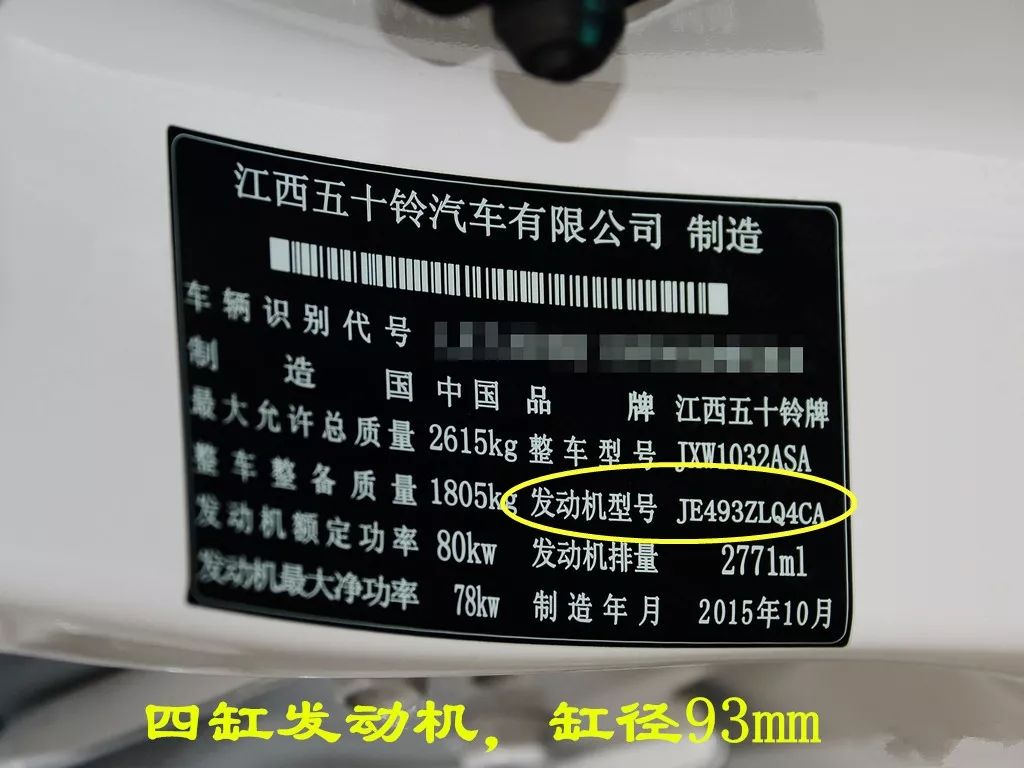 江西五十铃汽车有限公司 制造
车辆识别代号
制造国 中国 品牌 江西五十铃牌
最大允许总质量 2615kg 整车型号 JXW1032ASA
整车整备质量 1805kg 发动机型号 JE493ZLQ4CA
发动机额定功率 80kw 发动机排量 2771ml
发动机最大净功率 78kw 制造年月 2015年10月
四缸发动机，缸径93mm